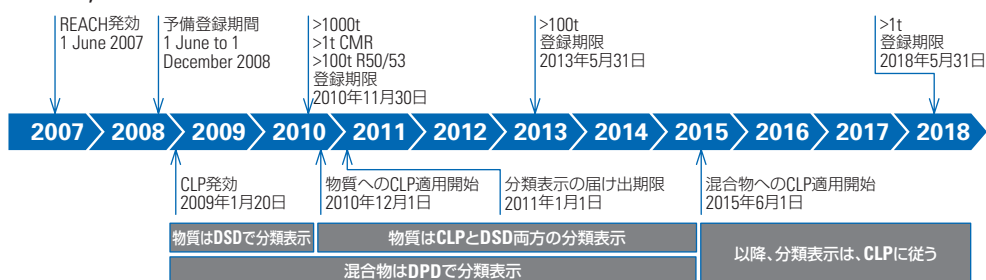 REACH発効
1 June 2007
予備登録期間
1 June to 1
December 2008
>1000t
>1t CMR
>100t R50/53
登録期限
2010年11月30日
>100t
登録期限
2013年5月31日
>1t
登録期限
2018年5月31日
2007 2008 2009 2010 2011 2012 2013 2014 2015 2016 2017 2018
CLP発効
2009年1月20日
物質へのCLP適用開始
2010年12月1日
分類表示の届け出期限
2011年1月1日
混合物へのCLP適用開始
2015年6月1日
物質はDSDで分類表示
物質はCLPとDSD両方の分類表示
以降、分類表示は、CLPに従う
混合物はDPDで分類表示